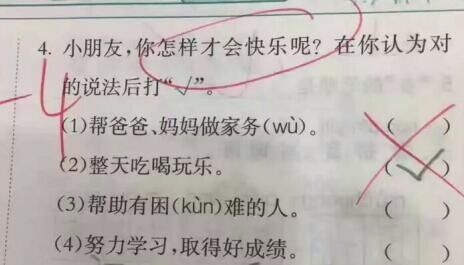 4. 小朋友,你怎样才会快乐呢? 在你认为对
的说法后打“√”。
-4
(1)帮爸爸、妈妈做家务(wù)。 ( )
(2)整天吃喝玩乐。 (✓)
(3)帮助有困(kùn)难的人。 ( )
(4)努力学习,取得好成绩。 ( )